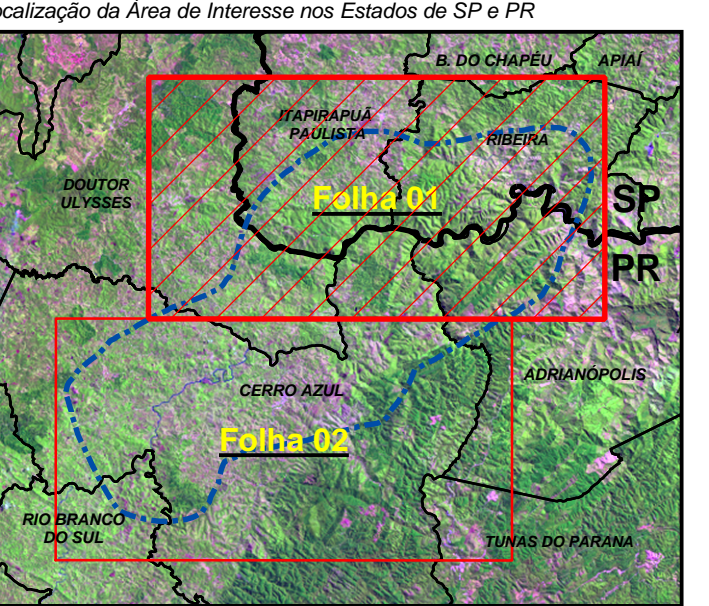 ocalização da Área de Interesse nos Estados de SP e PR
B. DO CHAPÉU
APIAÍ
ITAPIRAPUÃ
PAULISTA
RIBEIRA
DOUTOR
ULYSSES
Folha 01
SP
PR
ADRIANÓPOLIS
CERRO AZUL
Folha 02
RIO BRANCO
DO SUL
TUNAS DO PARANA